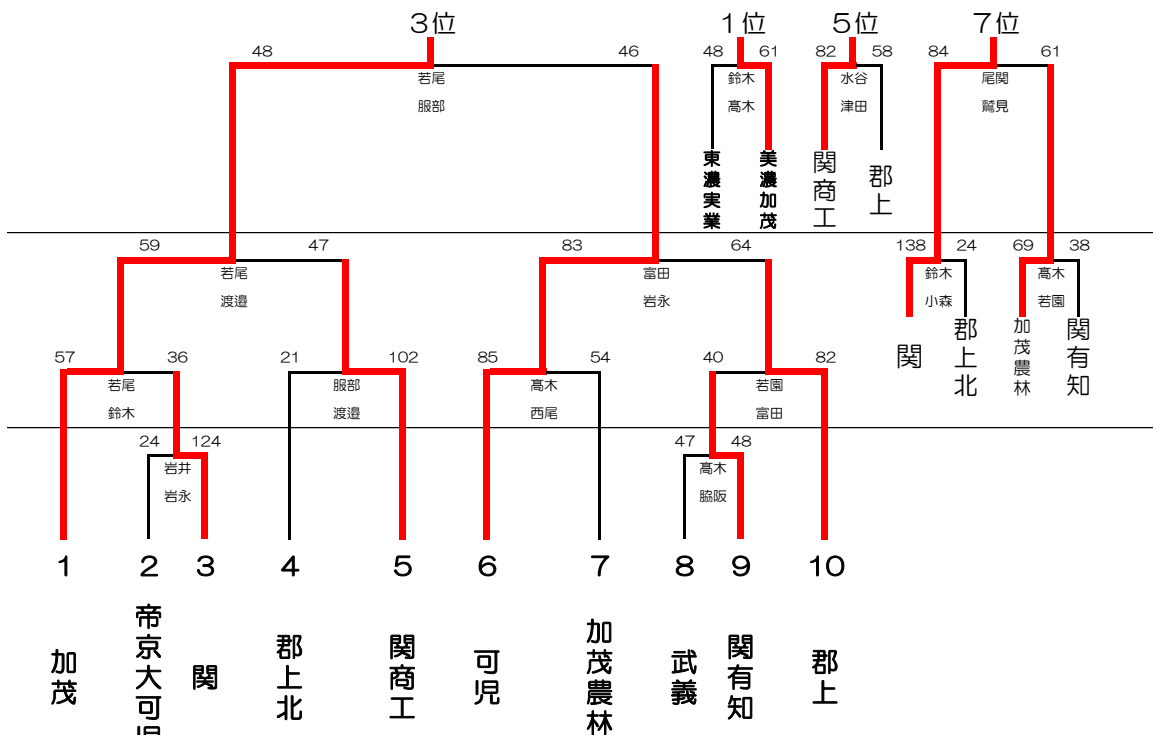 3位
1位
5位
7位
48 46
48 61
82 58
84 61
若尾
服部
鈴木
髙木
水谷
津田
尾関
鷲見
東濃実業
美濃加茂
関商工
郡上
59 47
83 64
138 24
69 38
若尾
渡邉
富田
岩永
鈴木
小森
髙木
若園
関
郡上北
加茂農林
関有知
57 36
21 102
85 54
40 82
若尾
鈴木
服部
渡邉
髙木
西尾
若園
富田
24 124
47 48
岩井
岩永
髙木
脇阪
1 2 3 4 5 6 7 8 9 10
加茂
帝京大可児
関
郡上北
関商工
可児
加茂農林
武義
関有知
郡上